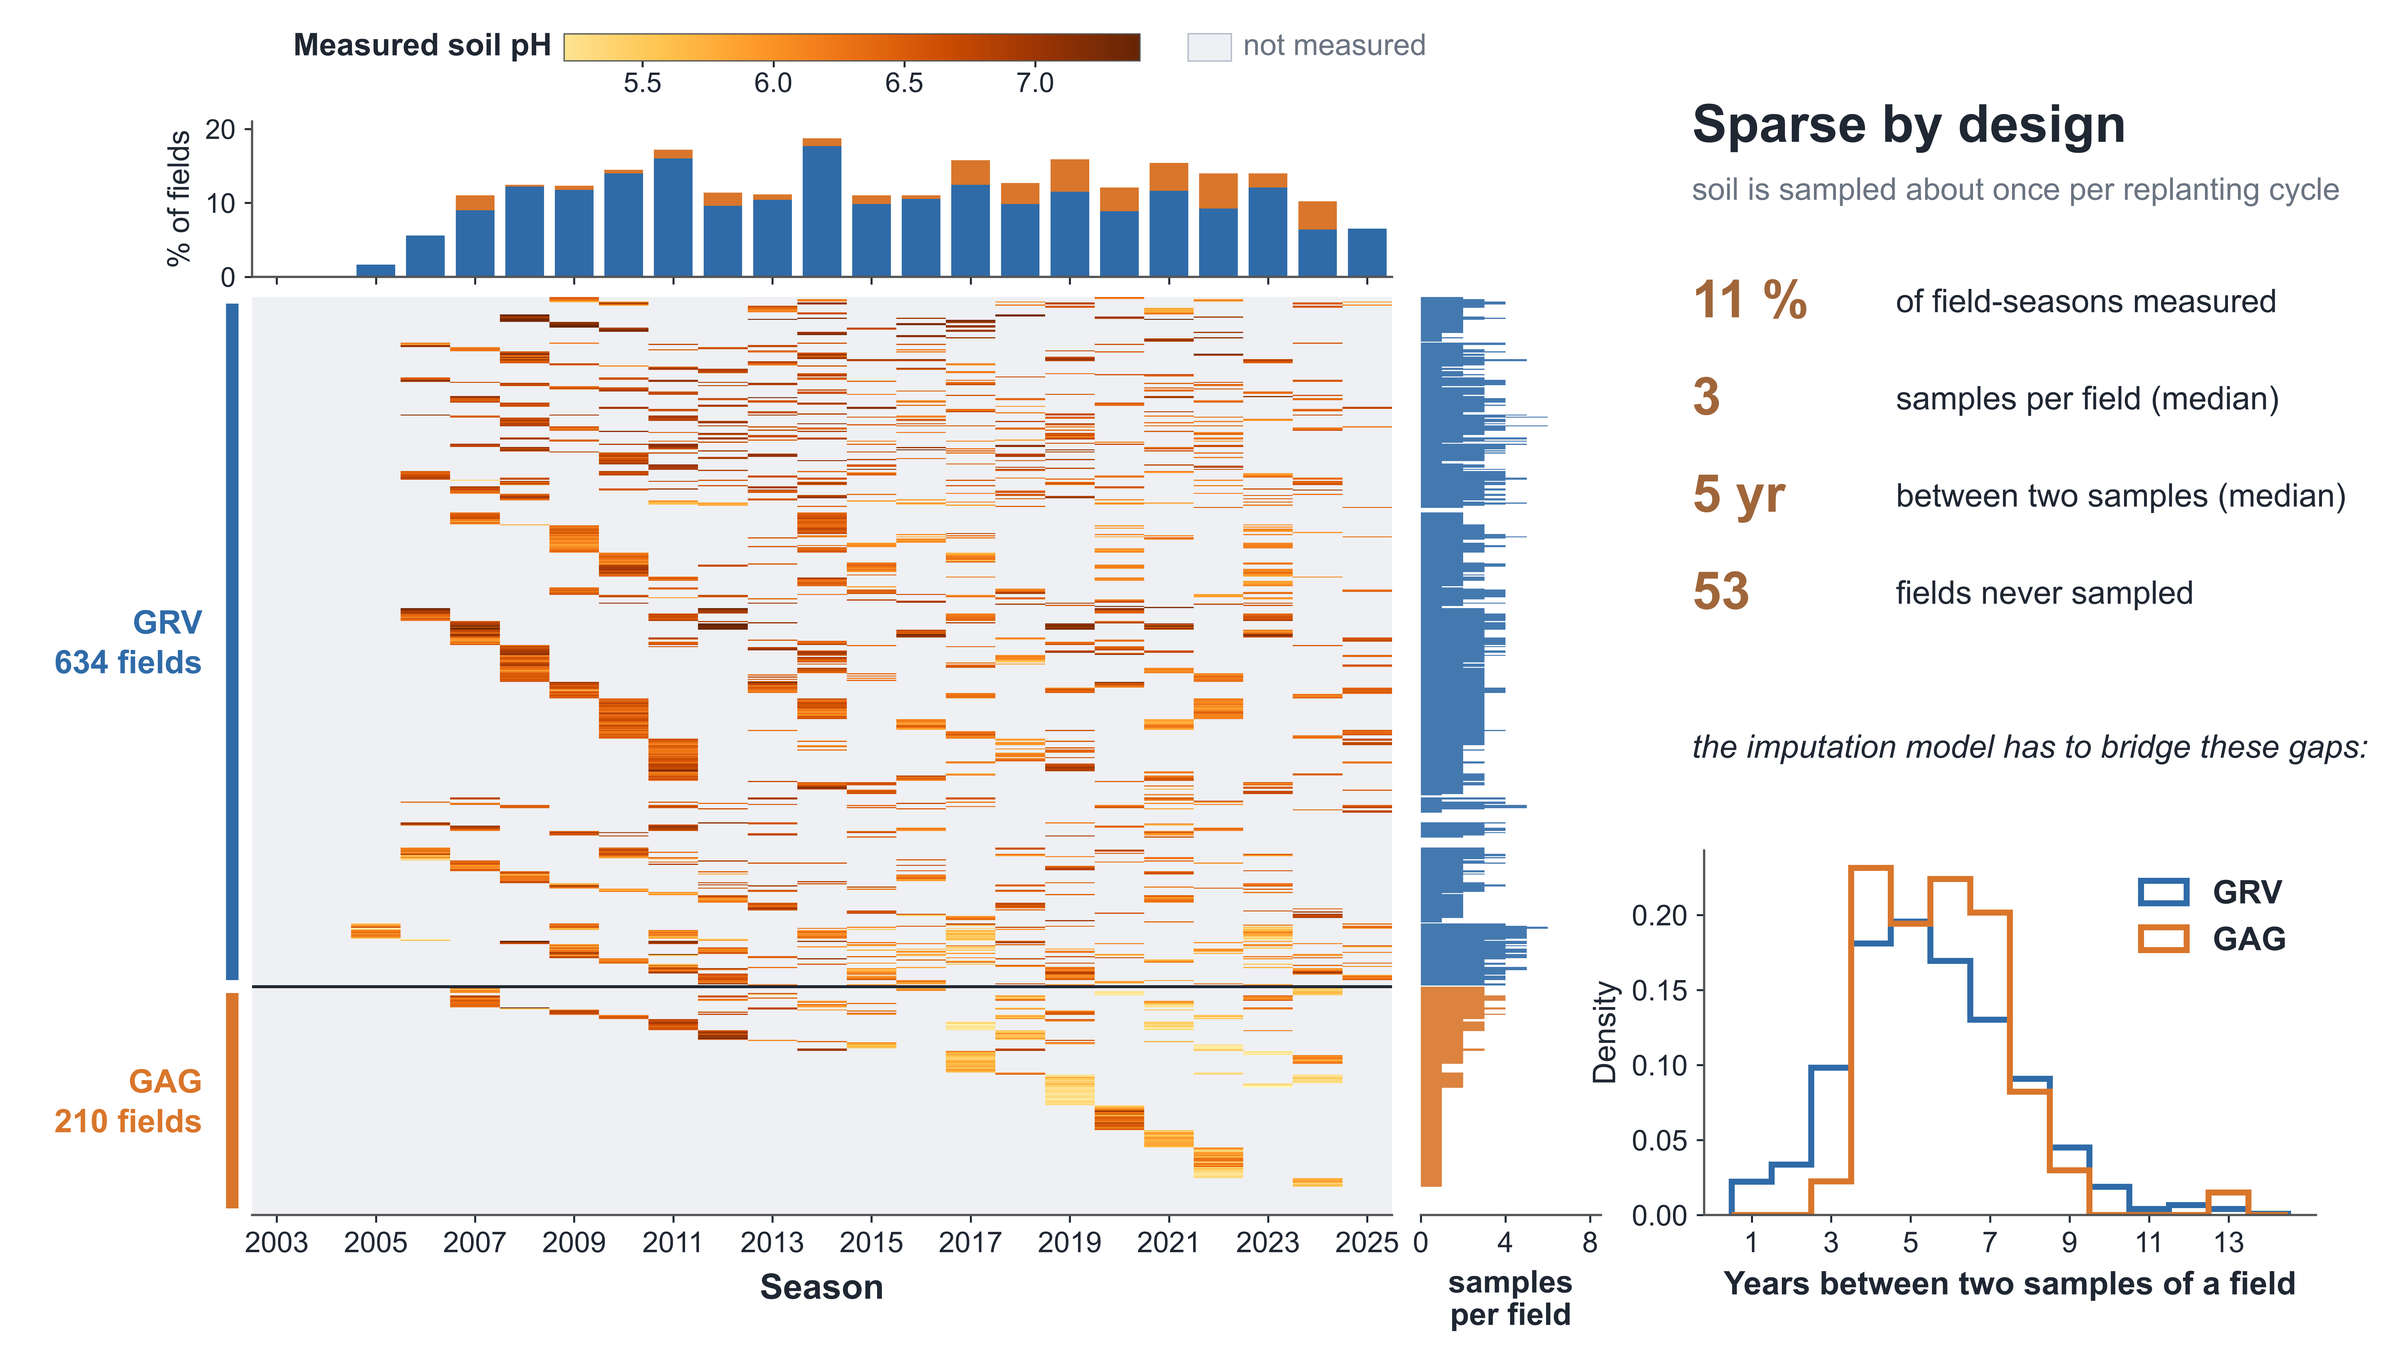 Measured soil pH
not measured
5.5 6.0 6.5 7.0
Sparse by design
soil is sampled about once per replanting cycle
% of fields
20
10
0
11 % of field-seasons measured
3 samples per field (median)
5 yr between two samples (median)
53 fields never sampled
the imputation model has to bridge these gaps:
GRV
634 fields
GAG
210 fields
2003 2005 2007 2009 2011 2013 2015 2017 2019 2021 2023 2025
Season
0 4 8
samples
per field
GRV
GAG
Density
0.20
0.15
0.10
0.05
0.00
1 3 5 7 9 11 13
Years between two samples of a field